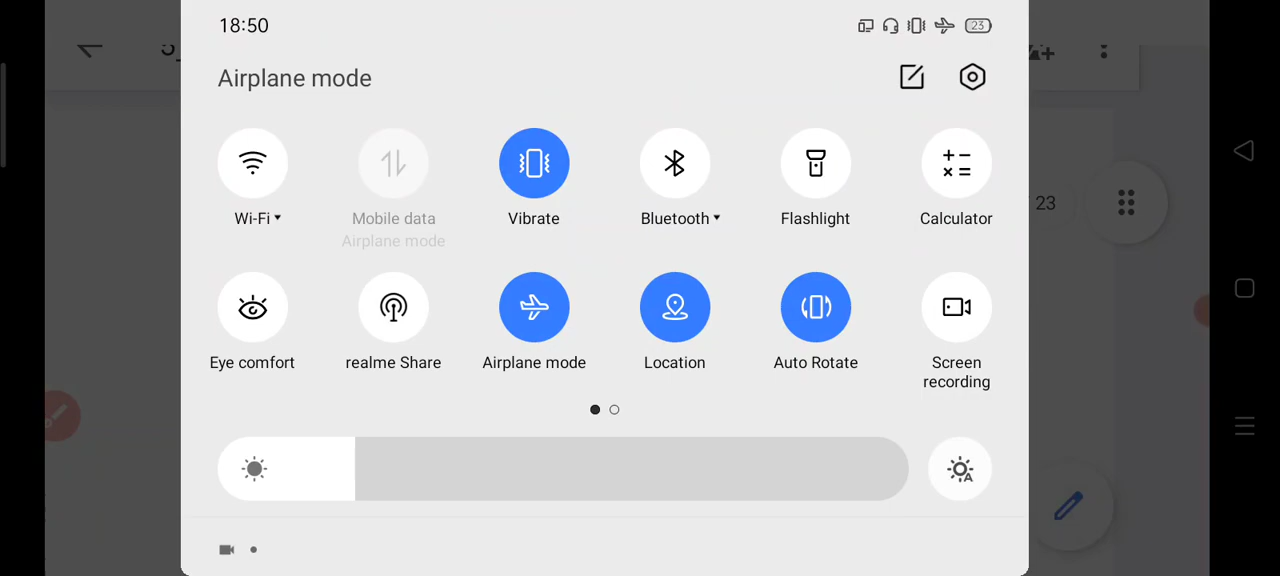 18:50
23
Airplane mode
Wi-Fi
Mobile data
Airplane mode
Vibrate
Bluetooth
Flashlight
Calculator
23
Eye comfort
realme Share
Airplane mode
Location
Auto Rotate
Screen
recording
A